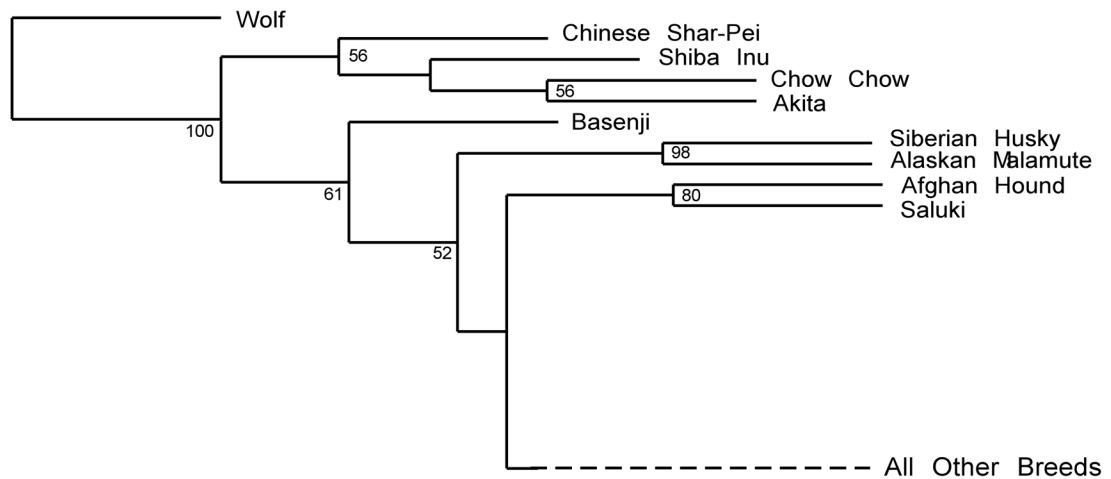 Wolf
Chinese Shar-Pei
56
Shiba Inu
Chow Chow
56
Akita
100
Basenji
Siberian Husky
98
Alaskan Malamute
Afghan Hound
61
80
Saluki
52
All Other Breeds